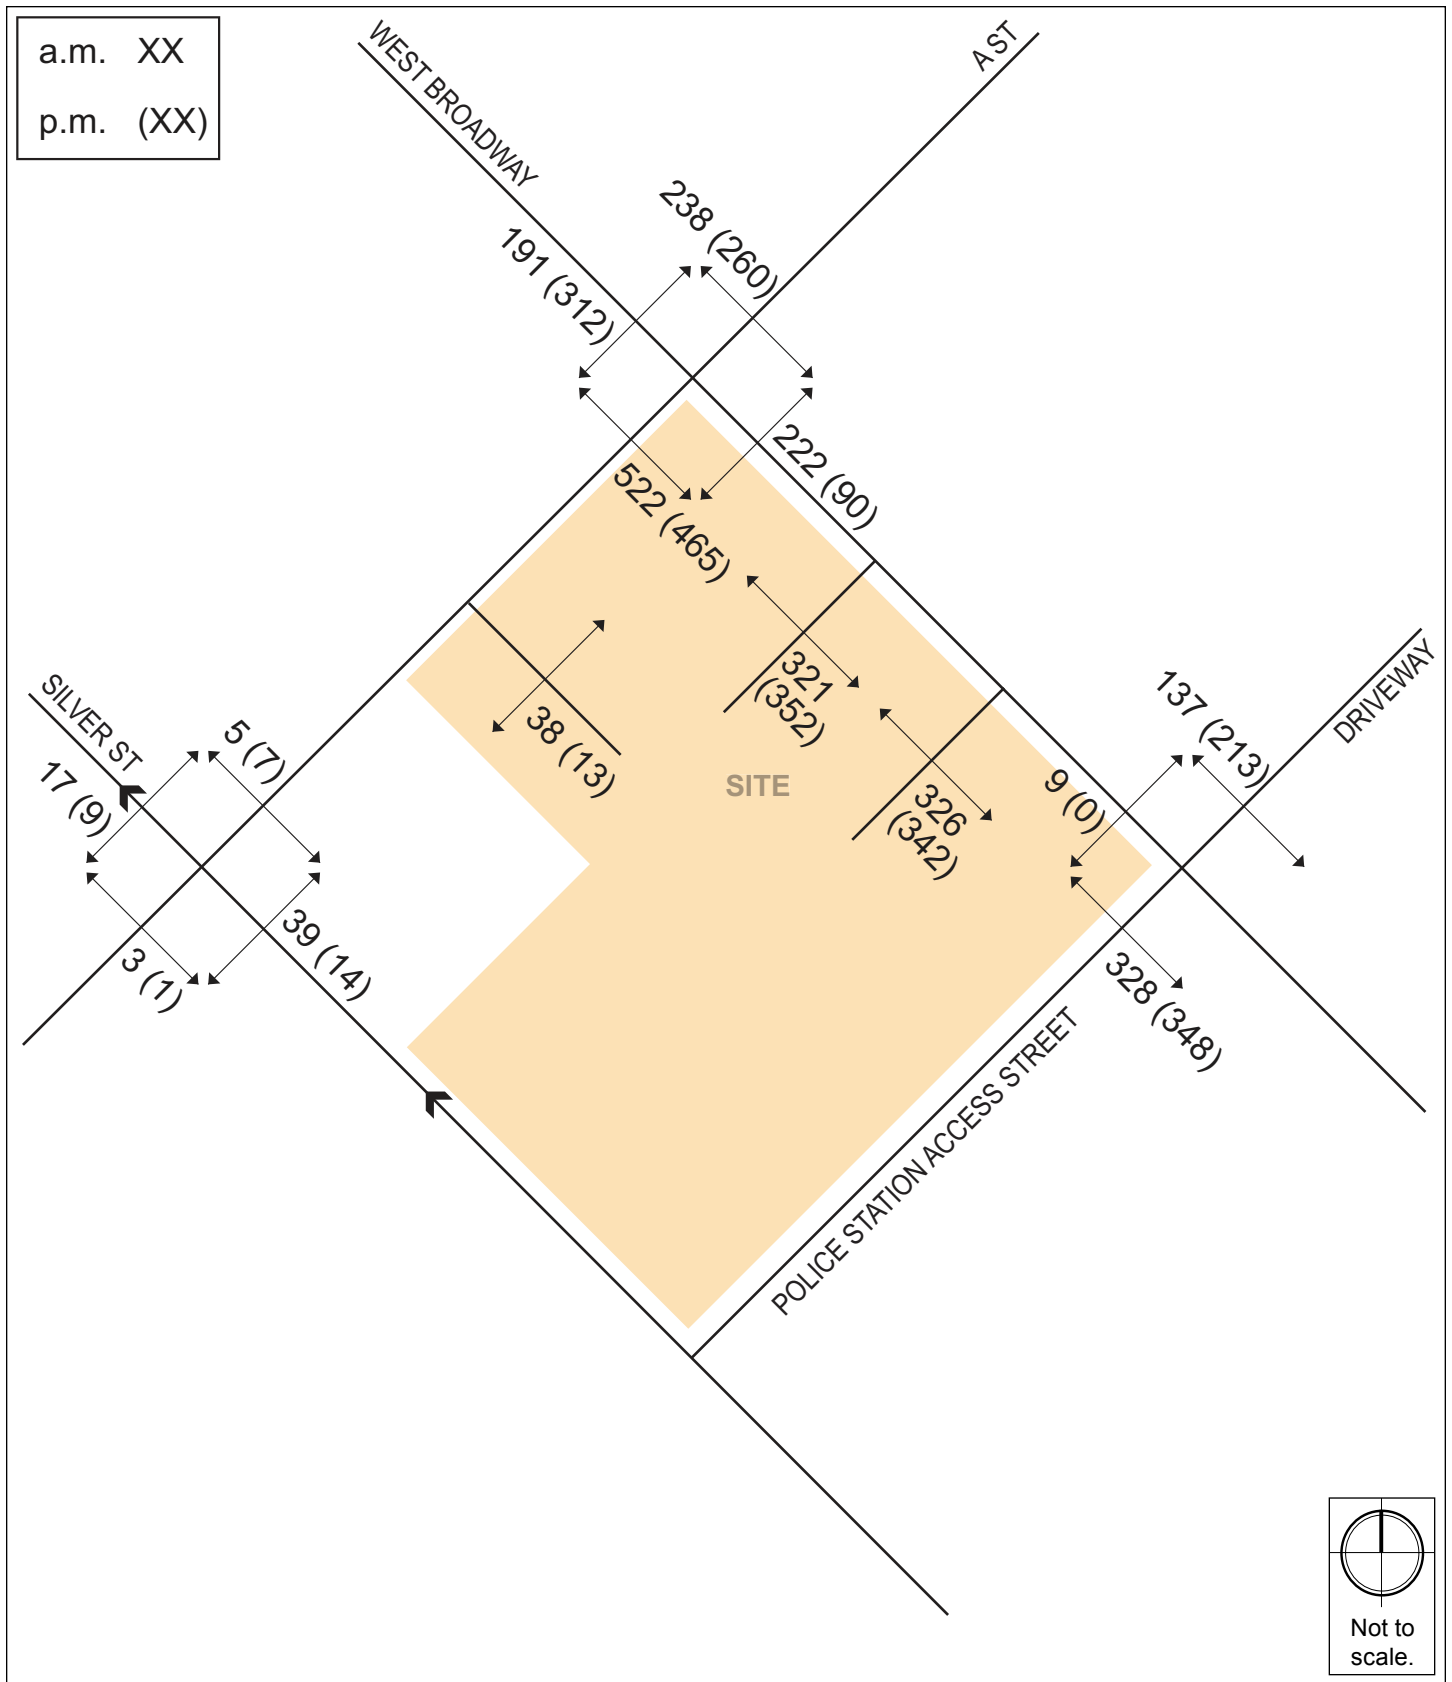 a.m. XX
p.m. (XX)
WEST BROADWAY
A ST
238 (260)
191 (312)
222 (90)
522 (465)
321
(352)
38 (13)
SITE
326
(342)
9 (0)
137 (213)
DRIVEWAY
328 (348)
SILVER ST
5 (7)
17 (9)
39 (14)
3 (1)
POLICE STATION ACCESS STREET
Not to
scale.